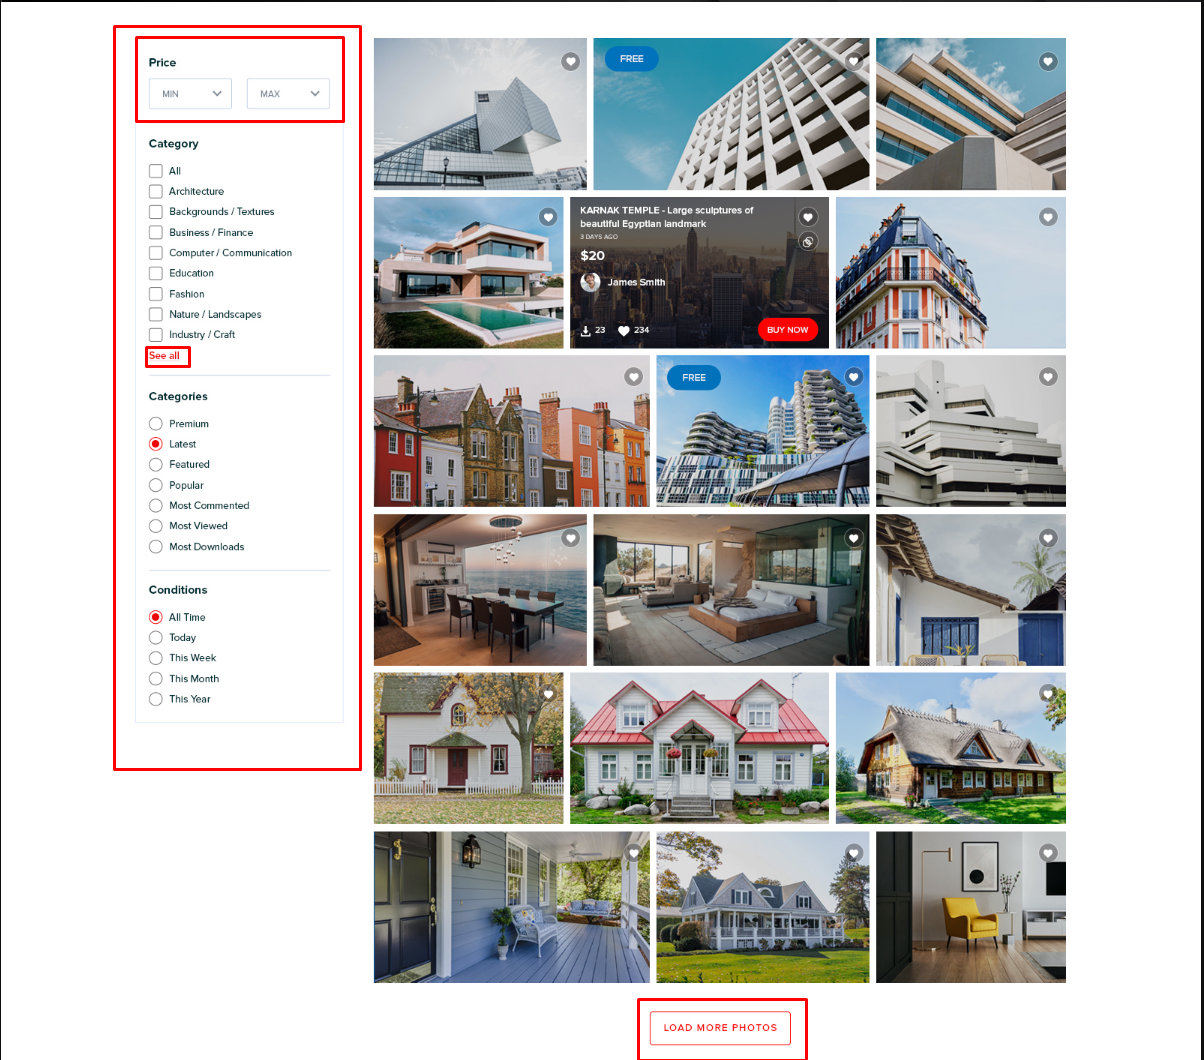 Price
MIN
MAX
Category
All
Architecture
Backgrounds / Textures
Business / Finance
Computer / Communication
Education
Fashion
Nature / Landscapes
Industry / Craft
See all
Categories
Premium
Latest
Featured
Popular
Most Commented
Most Viewed
Most Downloads
Conditions
All Time
Today
This Week
This Month
This Year
FREE
KARNAK TEMPLE - Large sculptures of
beautiful Egyptian landmark
3 DAYS AGO
$20
James Smith
23
234
BUY NOW
FREE
LOAD MORE PHOTOS